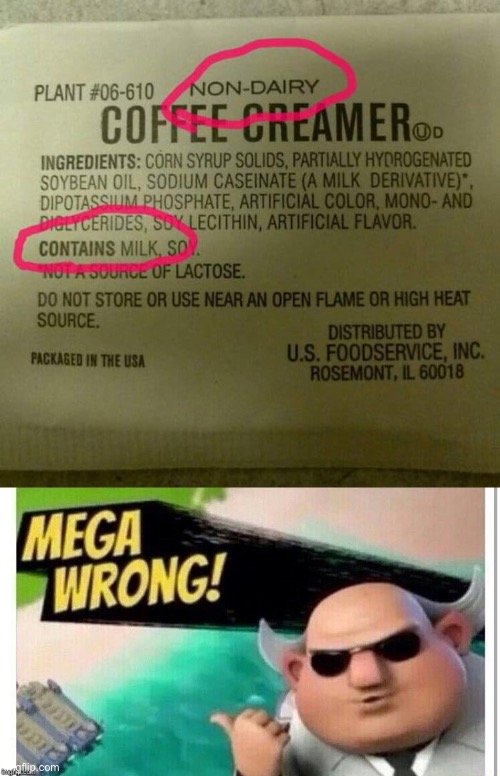 PLANT #06-610 NON-DAIRY
COFFEE CREAMER ⓊD
INGREDIENTS: CORN SYRUP SOLIDS, PARTIALLY HYDROGENATED
SOYBEAN OIL, SODIUM CASEINATE (A MILK DERIVATIVE)*,
DIPOTASSIUM PHOSPHATE, ARTIFICIAL COLOR, MONO- AND
DIGLYCERIDES, SOY LECITHIN, ARTIFICIAL FLAVOR.
CONTAINS MILK, SOY.
*NOT A SOURCE OF LACTOSE.
DO NOT STORE OR USE NEAR AN OPEN FLAME OR HIGH HEAT
SOURCE.
PACKAGED IN THE USA
DISTRIBUTED BY
U.S. FOODSERVICE, INC.
ROSEMONT, IL 60018
MEGA
WRONG!
imgflip.com